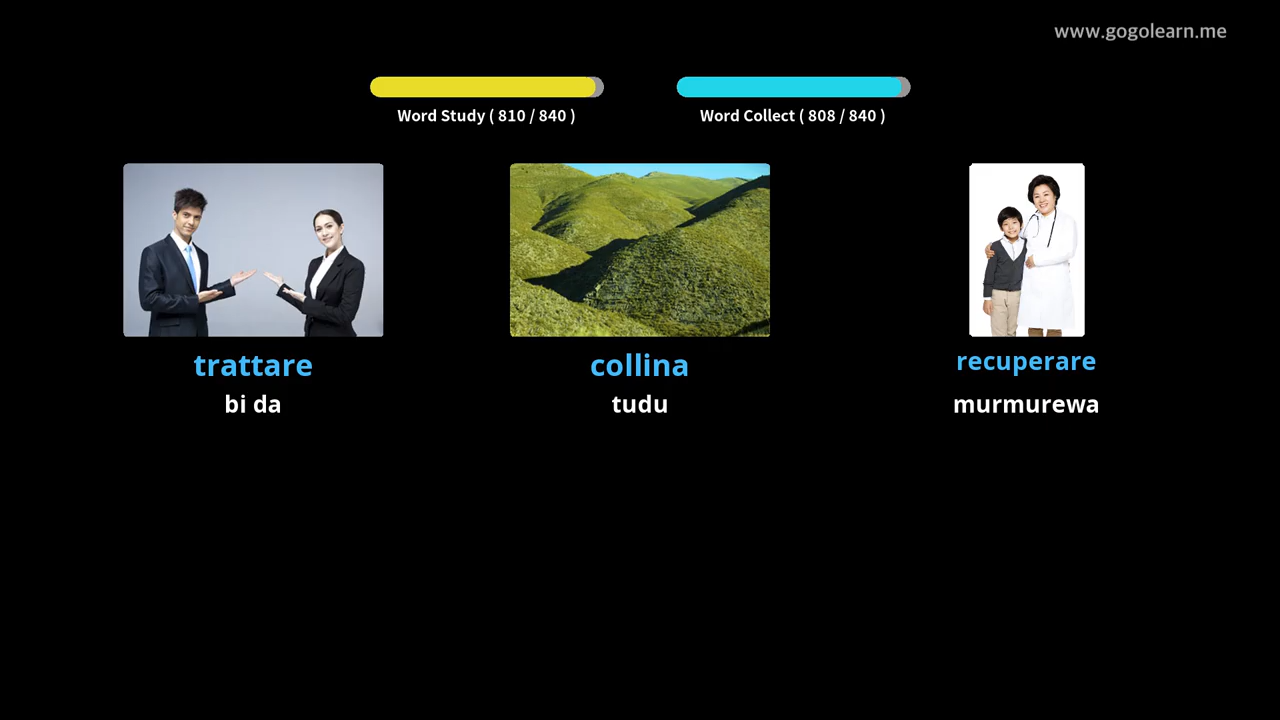 www.gogolearn.me
Word Study ( 810 / 840 )
Word Collect ( 808 / 840 )
trattare
collina
recuperare
bi da
tudu
murmurewa